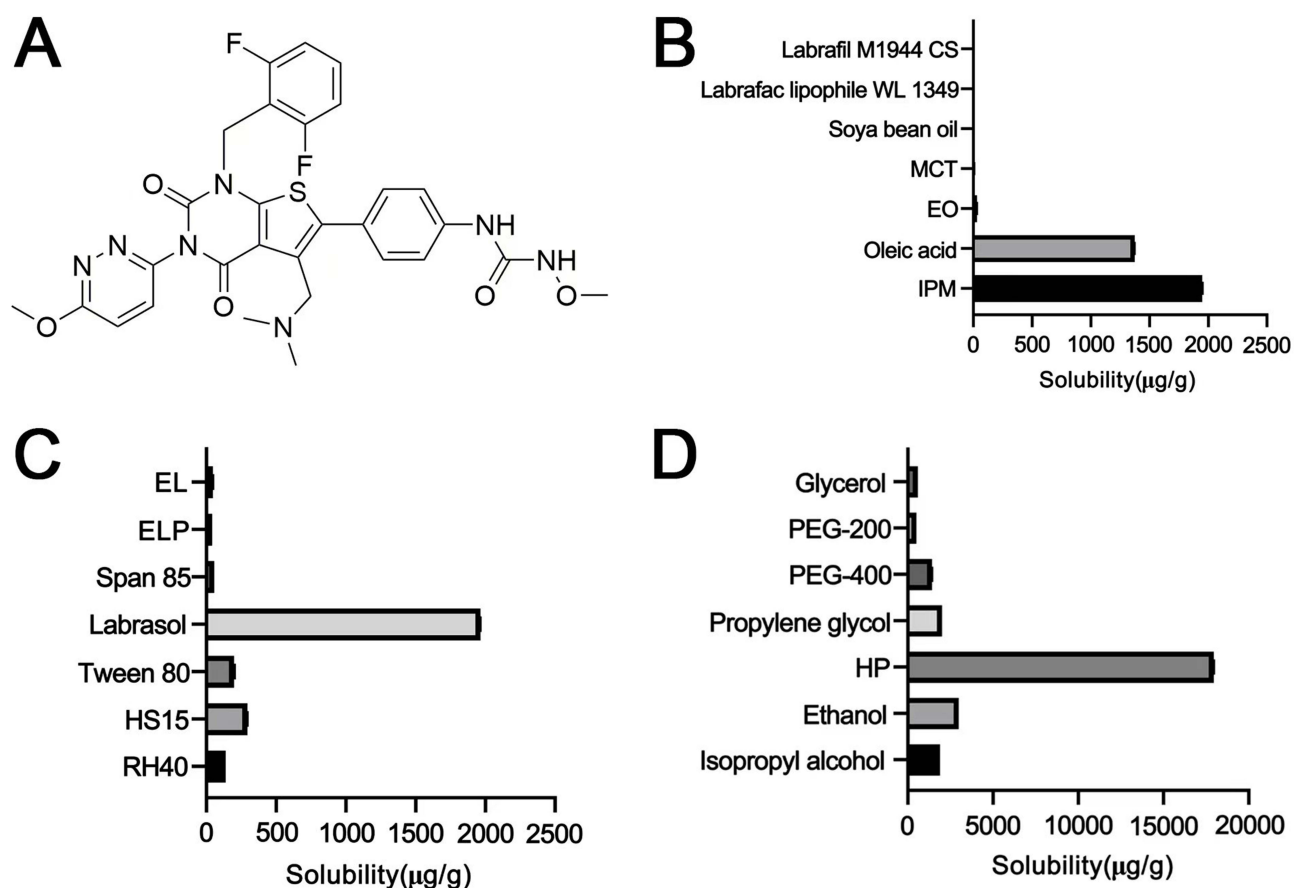 A
F
F
O
N
S
N
N
N
O
O
N
NH
O
NH
O
B
Labrafil M1944 CS
Labrafac lipophile WL 1349
Soya bean oil
MCT
EO
Oleic acid
IPM
0 500 1000 1500 2000 2500
Solubility(μg/g)
C
EL
ELP
Span 85
Labrasol
Tween 80
HS15
RH40
0 500 1000 1500 2000 2500
Solubility(μg/g)
D
Glycerol
PEG-200
PEG-400
Propylene glycol
HP
Ethanol
Isopropyl alcohol
0 5000 10000 15000 20000
Solubility(μg/g)